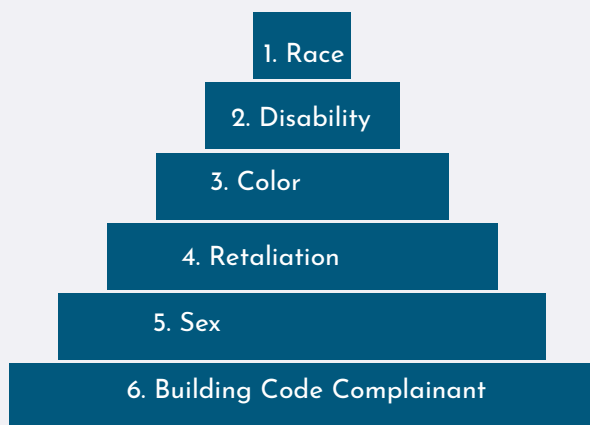 1. Race
2. Disability
3. Color
4. Retaliation
5. Sex
6. Building Code Complainant